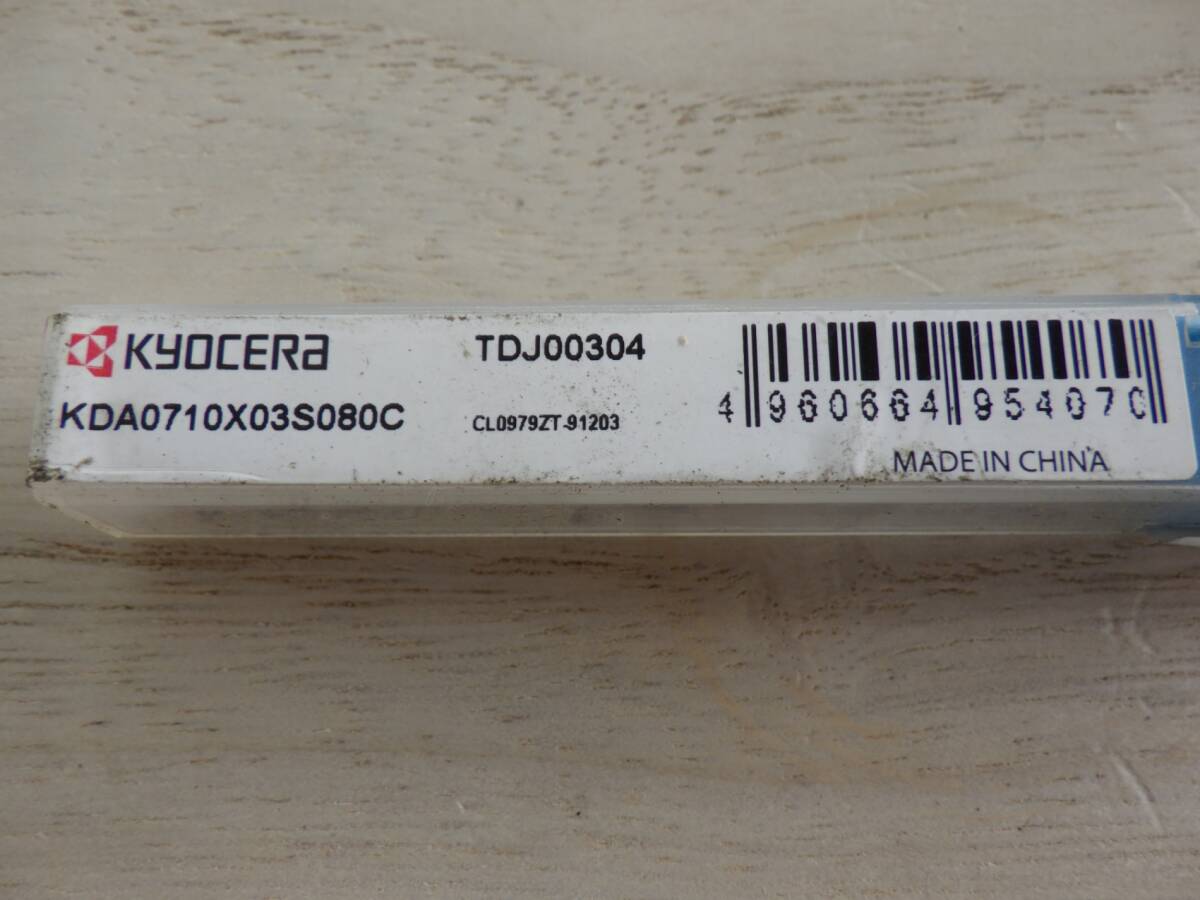 KYOCERA
TDJ00304
KDA0710X03S080C
CL0979ZT-91203
4 960664 954070
MADE IN CHINA